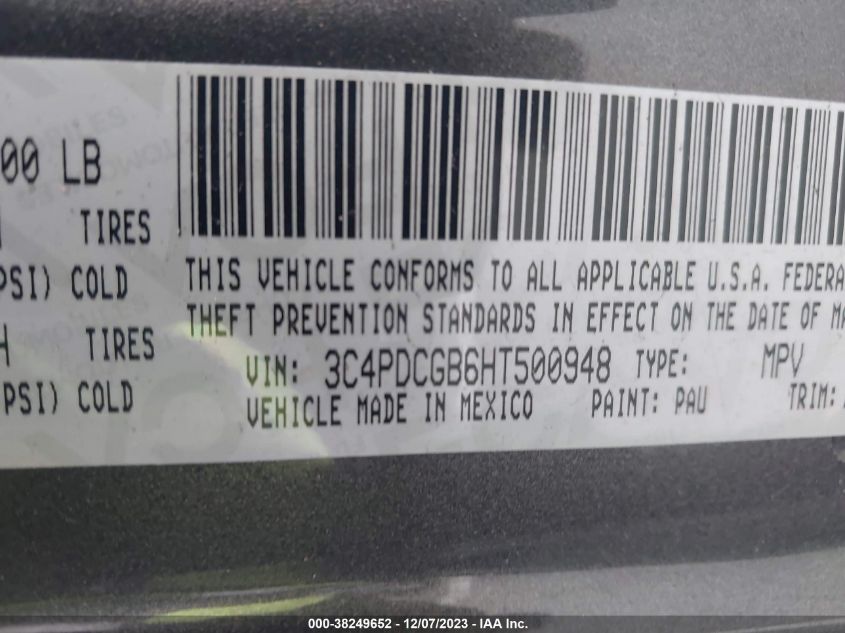 00 LB
TIRES
PSI) COLD
TIRES
PSI) COLD
THIS VEHICLE CONFORMS TO ALL APPLICABLE U.S.A. FEDERA
THEFT PREVENTION STANDARDS IN EFFECT ON THE DATE OF MA
VIN: 3C4PDCGB6HT500948 TYPE: MPV
VEHICLE MADE IN MEXICO PAINT: PAU TRIM:
000-38249652 - 12/07/2023 - IAA Inc.